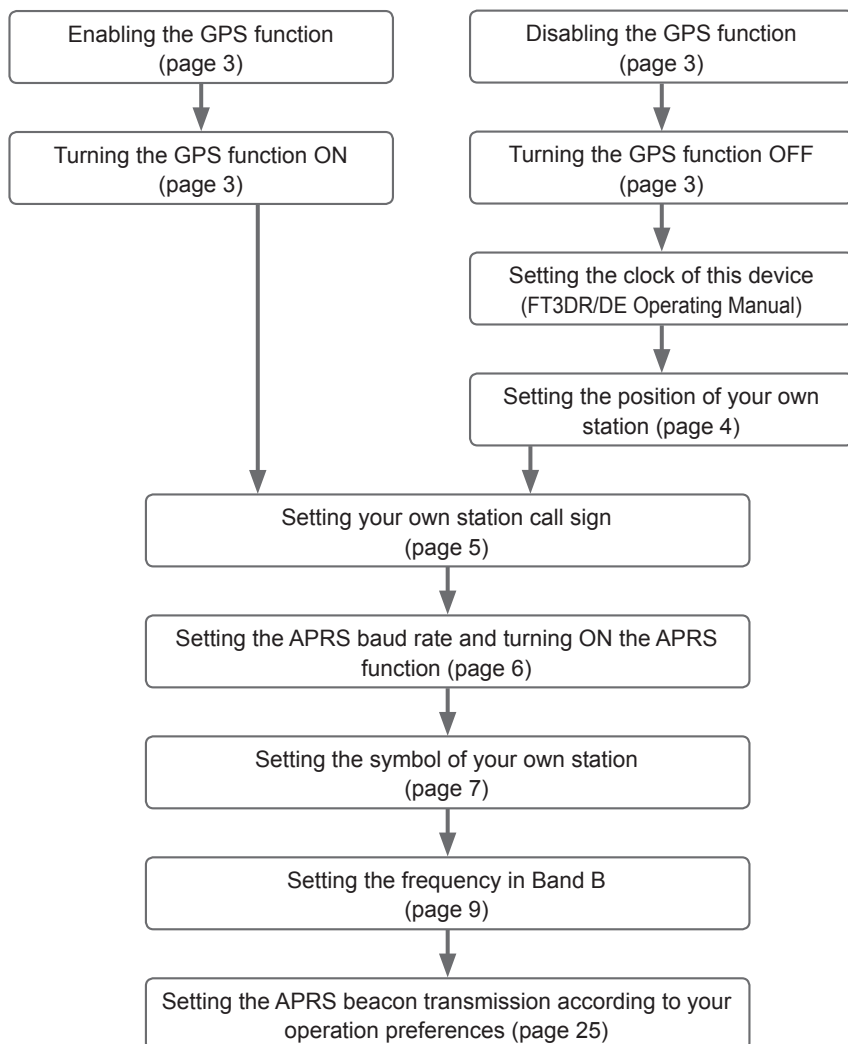 Enabling the GPS function
(page 3)
Disabling the GPS function
(page 3)
Turning the GPS function ON
(page 3)
Turning the GPS function OFF
(page 3)
Setting the clock of this device
(FT3DR/DE Operating Manual)
Setting the position of your own
station (page 4)
Setting your own station call sign
(page 5)
Setting the APRS baud rate and turning ON the APRS
function (page 6)
Setting the symbol of your own station
(page 7)
Setting the frequency in Band B
(page 9)
Setting the APRS beacon transmission according to your
operation preferences (page 25)